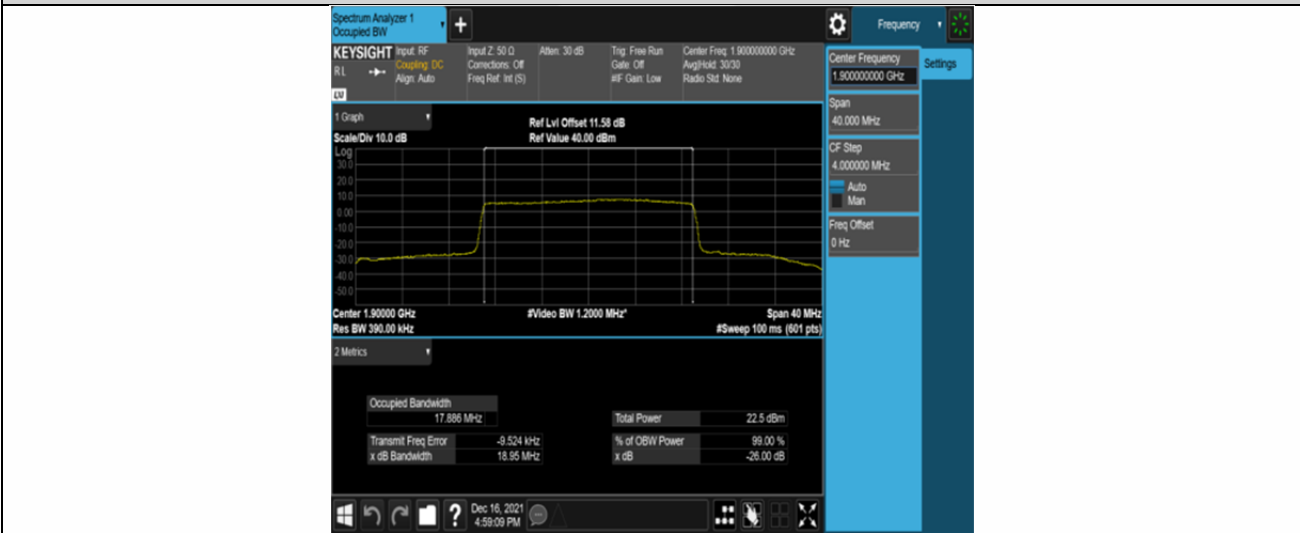 Spectrum Analyzer 1
Occupied BW
+
Frequency
KEYSIGHT
R L
Input: RF
Coupling: DC
Align: Auto
Input Z: 50 Ω
Corrections: Off
Freq Ref: Int (S)
Atten: 30 dB
Trig: Free Run
Gate: Off
#IF Gain: Low
Center Freq: 1.900000000 GHz
Avg|Hold: 30/30
Radio Std: None
LM
Center Frequency
1.900000000 GHz
Settings
Span
40.000 MHz
CF Step
4.000000 MHz
Auto
Man
Freq Offset
0 Hz
1 Graph
Ref Lvl Offset 11.58 dB
Scale/Div 10.0 dB
Ref Value 40.00 dBm
Log
30.0
20.0
10.0
0.00
-10.0
-20.0
-30.0
-40.0
-50.0
Center 1.90000 GHz
#Video BW 1.2000 MHz*
Span 40 MHz
Res BW 390.00 kHz
#Sweep 100 ms (601 pts)
2 Metrics
Occupied Bandwidth
17.886 MHz
Total Power 22.5 dBm
Transmit Freq Error -9.524 kHz
% of OBW Power 99.00 %
x dB Bandwidth 18.95 MHz
x dB -26.00 dB
?
Dec 16, 2021
4:59:09 PM